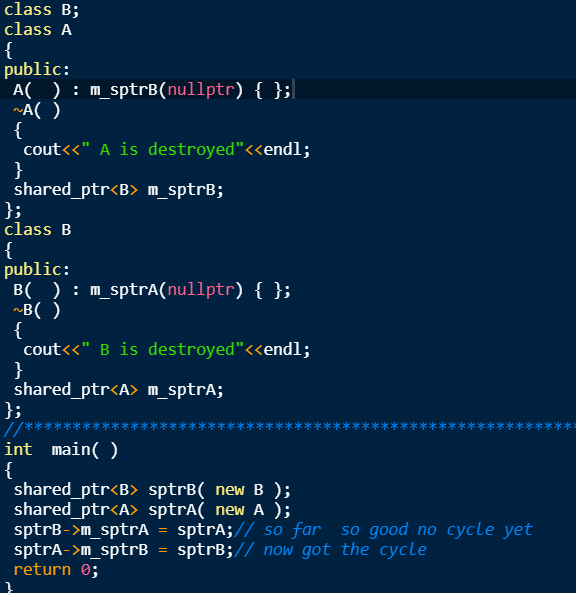 class B;
class A
{
public:
 A(  ) : m_sptrB(nullptr) { };
 ~A( )
 {
  cout<<" A is destroyed"<<endl;
 }
 shared_ptr<B> m_sptrB;
};
class B
{
public:
 B(  ) : m_sptrA(nullptr) { };
 ~B( )
 {
  cout<<" B is destroyed"<<endl;
 }
 shared_ptr<A> m_sptrA;
};
//***********************************************************
int  main( )
{
 shared_ptr<B> sptrB( new B );
 shared_ptr<A> sptrA( new A );
 sptrB->m_sptrA = sptrA;// so far  so good no cycle yet
 sptrA->m_sptrB = sptrB;// now got the cycle
 return 0;
}